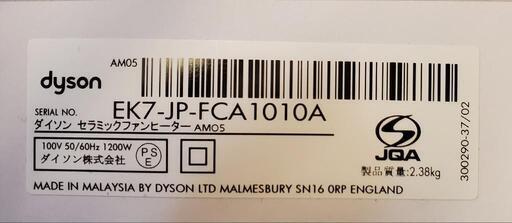 AM05
dyson
SERIAL NO. EK7-JP-FCA1010A
ダイソン セラミックファンヒーター AM05
100V 50/60Hz 1200W
ダイソン株式会社
PS
E
S
JQA
製品質量:2.38kg
MADE IN MALAYSIA BY DYSON LTD MALMESBURY SN16 0RP ENGLAND
300290-37/02